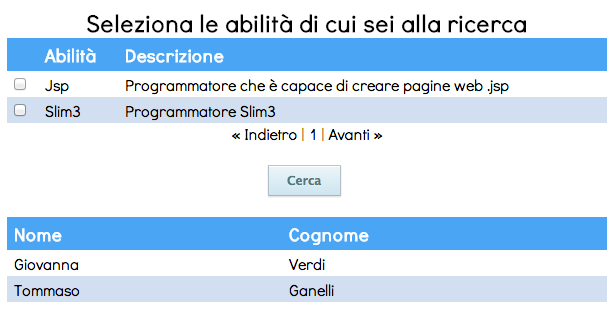 Seleziona le abilità di cui sei alla ricerca
Abilità Descrizione
Jsp Programmatore che è capace di creare pagine web .jsp
Slim3 Programmatore Slim3
« Indietro | 1 | Avanti »
Cerca
Nome Cognome
Giovanna Verdi
Tommaso Ganelli